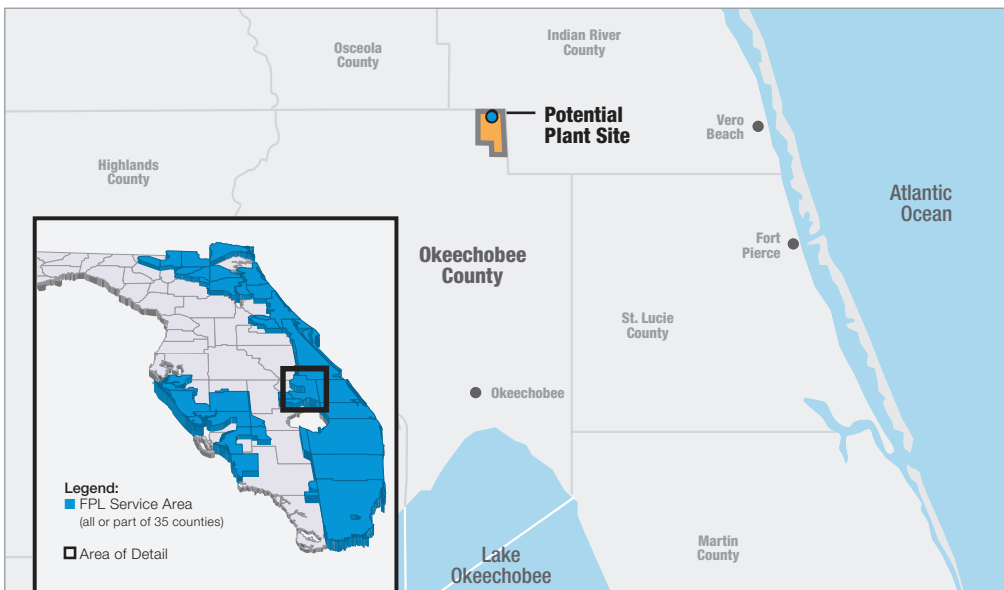 Osceola
County
Indian River
County
Potential
Plant Site
Vero
Beach
Highlands
County
Atlantic
Ocean
Okeechobee
County
Fort
Pierce
St. Lucie
County
Okeechobee
Legend:
FPL Service Area
(all or part of 35 counties)
Area of Detail
Lake
Okeechobee
Martin
County